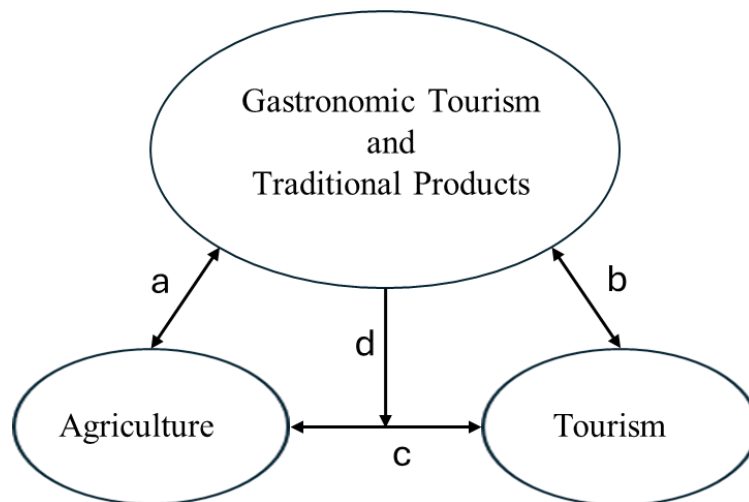 Gastronomic Tourism
and
Traditional Products
a
b
d
Agriculture
Tourism
c